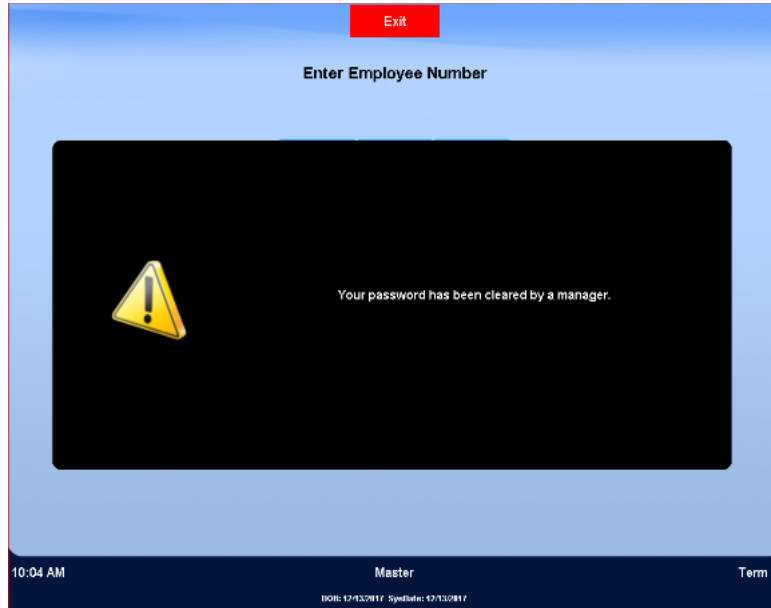 Exit
Enter Employee Number
Your password has been cleared by a manager.
10:04 AM Master Term
DOB: 12/13/2017 SysDate: 12/13/2017